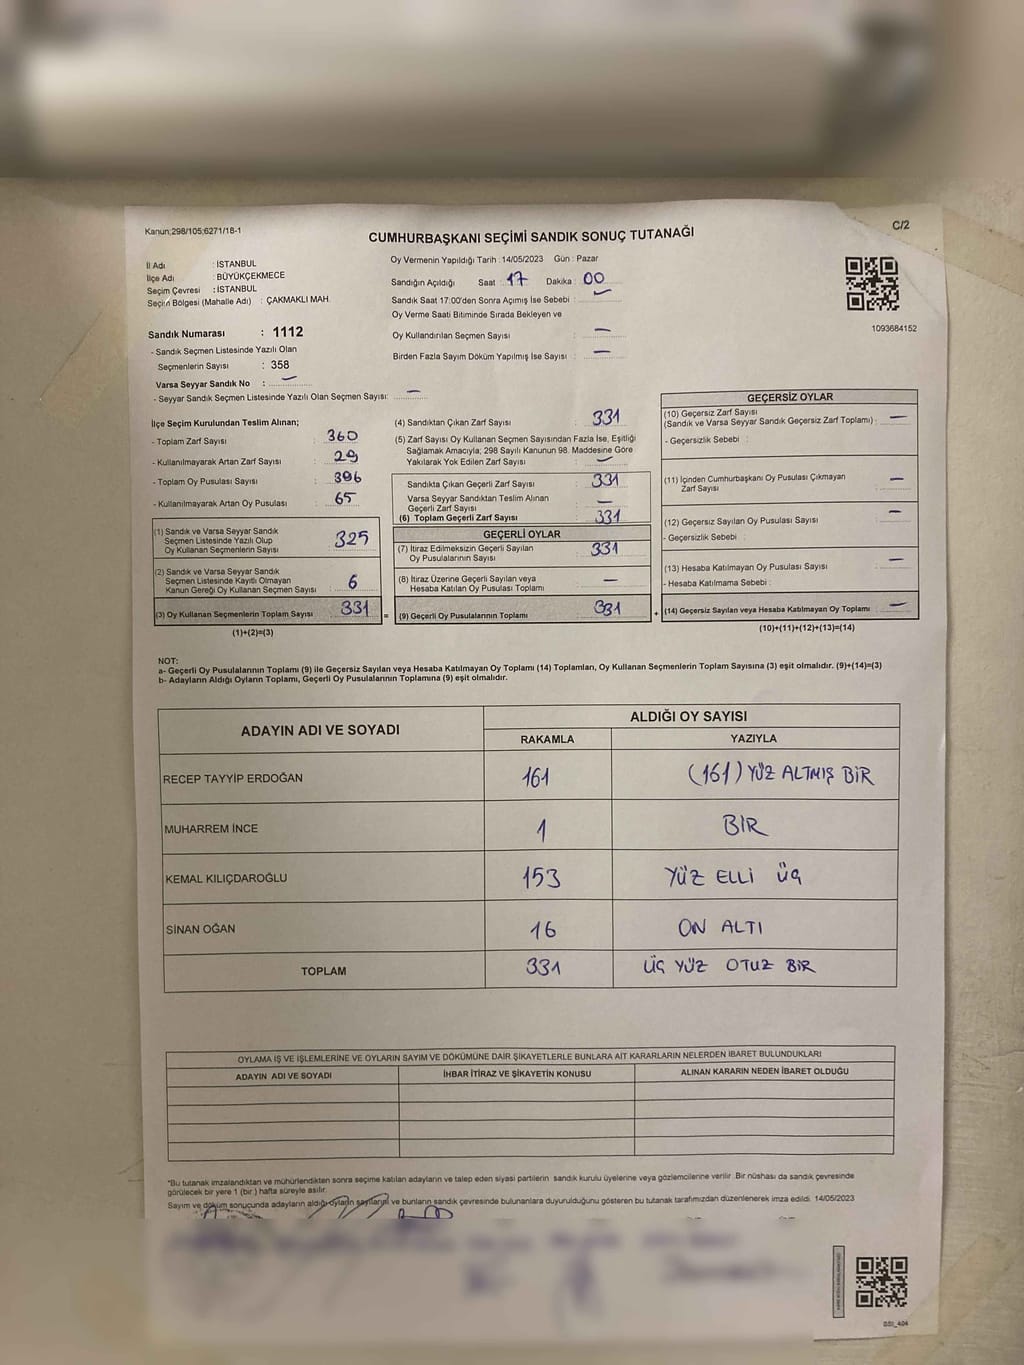 Kanun;298/105;6271/18-1
C/2
CUMHURBAŞKANI SEÇİMİ SANDIK SONUÇ TUTANAĞI
İl Adı : İSTANBUL
İlçe Adı : BÜYÜKÇEKMECE
Seçim Çevresi : İSTANBUL
Seçim Bölgesi (Mahalle Adı) : ÇAKMAKLI MAH.
Sandık Numarası : 1112
- Sandık Seçmen Listesinde Yazılı Olan
Seçmenlerin Sayısı : 358
Varsa Seyyar Sandık No : —
- Seyyar Sandık Seçmen Listesinde Yazılı Olan Seçmen Sayısı: —
Oy Vermenin Yapıldığı Tarih : 14/05/2023 Gün : Pazar
Sandığın Açıldığı Saat : 17 Dakika : 00
Sandık Saat 17:00'den Sonra Açımış İse Sebebi : —
Oy Verme Saati Bitiminde Sırada Bekleyen ve
Oy Kullandırılan Seçmen Sayısı : —
Birden Fazla Sayım Döküm Yapılmış İse Sayısı : —
1093684152
İlçe Seçim Kurulundan Teslim Alınan;
- Toplam Zarf Sayısı : 360
- Kullanılmayarak Artan Zarf Sayısı : 29
- Toplam Oy Pusulası Sayısı : 396
- Kullanılmayarak Artan Oy Pusulası : 65
(1) Sandık ve Varsa Seyyar Sandık
Seçmen Listesinde Yazılı Olup
Oy Kullanan Seçmenlerin Sayısı : 325
(2) Sandık ve Varsa Seyyar Sandık
Seçmen Listesinde Kayıtlı Olmayan
Kanun Gereği Oy Kullanan Seçmen Sayısı : 6
(3) Oy Kullanan Seçmenlerin Toplam Sayısı : 331
(1)+(2)=(3)
=
(4) Sandıktan Çıkan Zarf Sayısı : 331
(5) Zarf Sayısı Oy Kullanan Seçmen Sayısından Fazla İse, Eşitliği
Sağlamak Amacıyla; 298 Sayılı Kanunun 98. Maddesine Göre
Yakılarak Yok Edilen Zarf Sayısı : —
Sandıkta Çıkan Geçerli Zarf Sayısı : 331
Varsa Seyyar Sandıktan Teslim Alınan
Geçerli Zarf Sayısı : —
(6) Toplam Geçerli Zarf Sayısı : 331
GEÇERLİ OYLAR
(7) İtiraz Edilmeksizin Geçerli Sayılan
Oy Pusulalarının Sayısı : 331
(8) İtiraz Üzerine Geçerli Sayılan veya
Hesaba Katılan Oy Pusulası Toplamı : —
(9) Geçerli Oy Pusulalarının Toplamı : 331
+
GEÇERSİZ OYLAR
(10) Geçersiz Zarf Sayısı
(Sandık ve Varsa Seyyar Sandık Geçersiz Zarf Toplamı) : —
- Geçersizlik Sebebi :
(11) İçinden Cumhurbaşkanı Oy Pusulası Çıkmayan
Zarf Sayısı : —
(12) Geçersiz Sayılan Oy Pusulası Sayısı : —
- Geçersizlik Sebebi :
(13) Hesaba Katılmayan Oy Pusulası Sayısı : —
- Hesaba Katılmama Sebebi :
(14) Geçersiz Sayılan veya Hesaba Katılmayan Oy Toplamı : —
(10)+(11)+(12)+(13)=(14)
NOT:
a- Geçerli Oy Pusulalarının Toplamı (9) ile Geçersiz Sayılan veya Hesaba Katılmayan Oy Toplamı (14) Toplamları, Oy Kullanan Seçmenlerin Toplam Sayısına (3) eşit olmalıdır. (9)+(14)=(3)
b- Adayların Aldığı Oyların Toplamı, Geçerli Oy Pusulalarının Toplamına (9) eşit olmalıdır.
ADAYIN ADI VE SOYADI
ALDIĞI OY SAYISI
RAKAMLA YAZIYLA
RECEP TAYYİP ERDOĞAN 161 (161) YÜZ ALTMIŞ BİR
MUHARREM İNCE 1 BİR
KEMAL KILIÇDAROĞLU 153 YÜZ ELLİ ÜÇ
SİNAN OĞAN 16 ON ALTI
TOPLAM 331 ÜÇ YÜZ OTUZ BİR
OYLAMA İŞ VE İŞLEMLERİNE VE OYLARIN SAYIM VE DÖKÜMÜNE DAİR ŞİKAYETLERLE BUNLARA AİT KARARLARIN NELERDEN İBARET BULUNDUKLARI
ADAYIN ADI VE SOYADI İHBAR İTİRAZ VE ŞİKAYETİN KONUSU ALINAN KARARIN NEDEN İBARET OLDUĞU
"Bu tutanak imzalandıktan ve mühürlendikten sonra seçime katılan adayların ve talep eden siyasi partilerin sandık kurulu üyelerine veya gözlemcilerine verilir. Bir nüshası da sandık çevresinde
görülecek bir yere 1 (bir) hafta süreyle asılır.
Sayım ve döküm sonucunda adayların aldığı oyların sayılarını ve bunların sandık çevresinde bulunanlara duyurulduğunu gösteren bu tutanak tarafımızdan düzenlenerek imza edildi. 14/05/2023